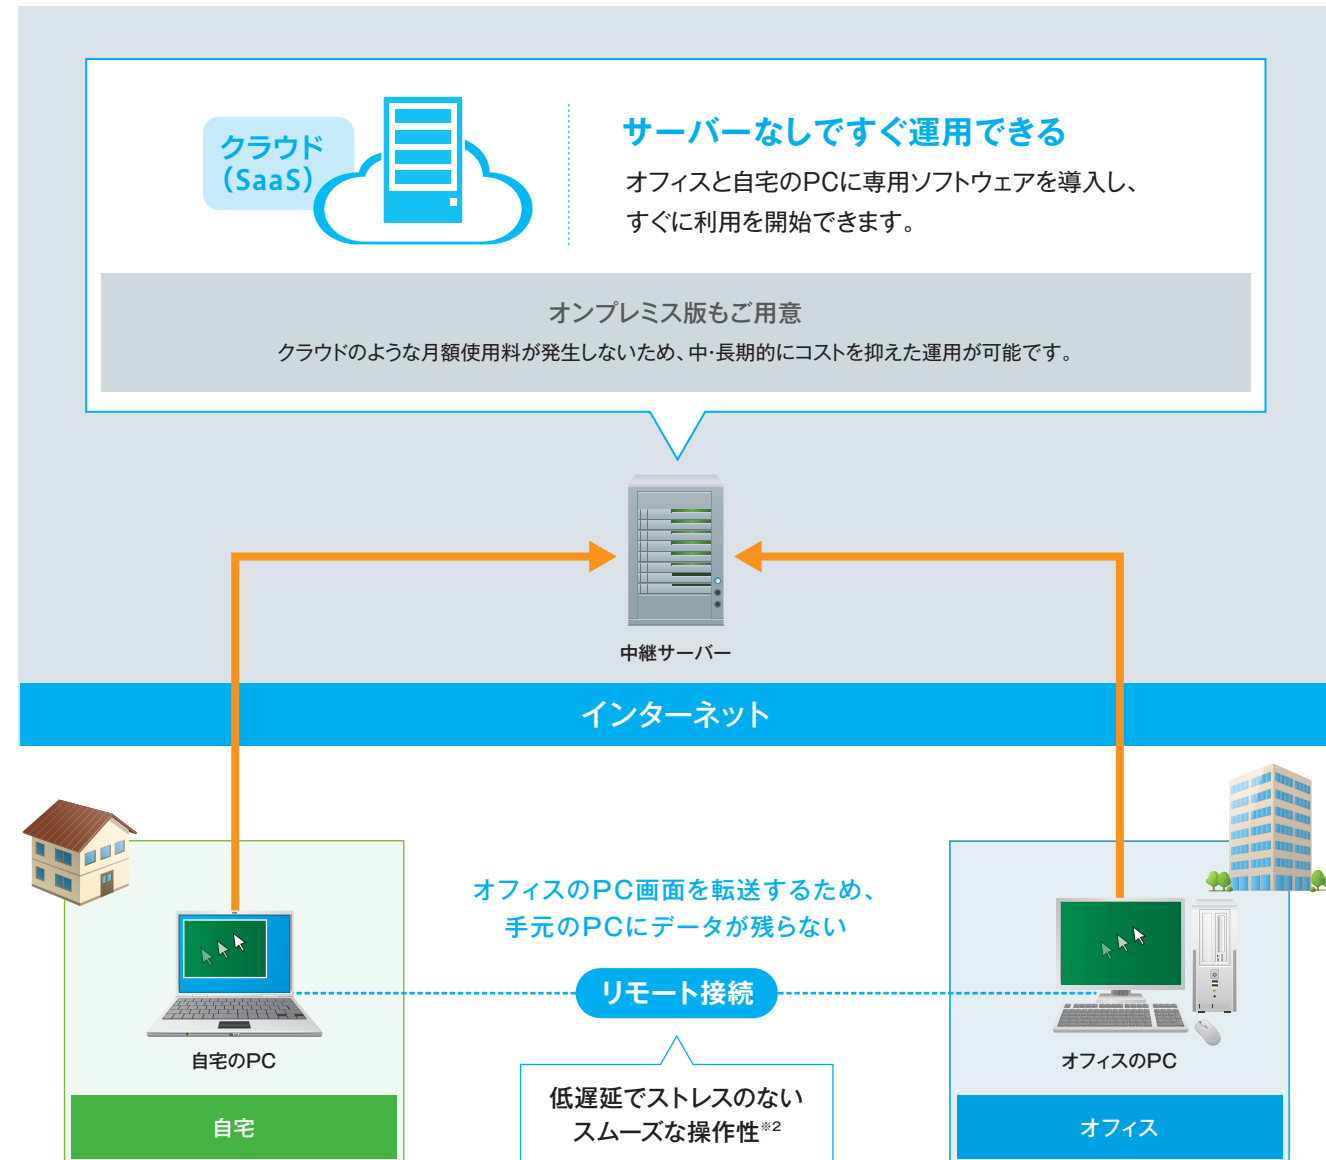 クラウド
（SaaS）
サーバーなしですぐ運用できる
オフィスと自宅のPCに専用ソフトウェアを導入し、
すぐに利用を開始できます。
オンプレミス版もご用意
クラウドのような月額使用料が発生しないため、中・長期的にコストを抑えた運用が可能です。
中継サーバー
インターネット
オフィスのPC画面を転送するため、
手元のPCにデータが残らない
リモート接続
自宅のPC
オフィスのPC
低遅延でストレスのない
スムーズな操作性※2
自宅
オフィス